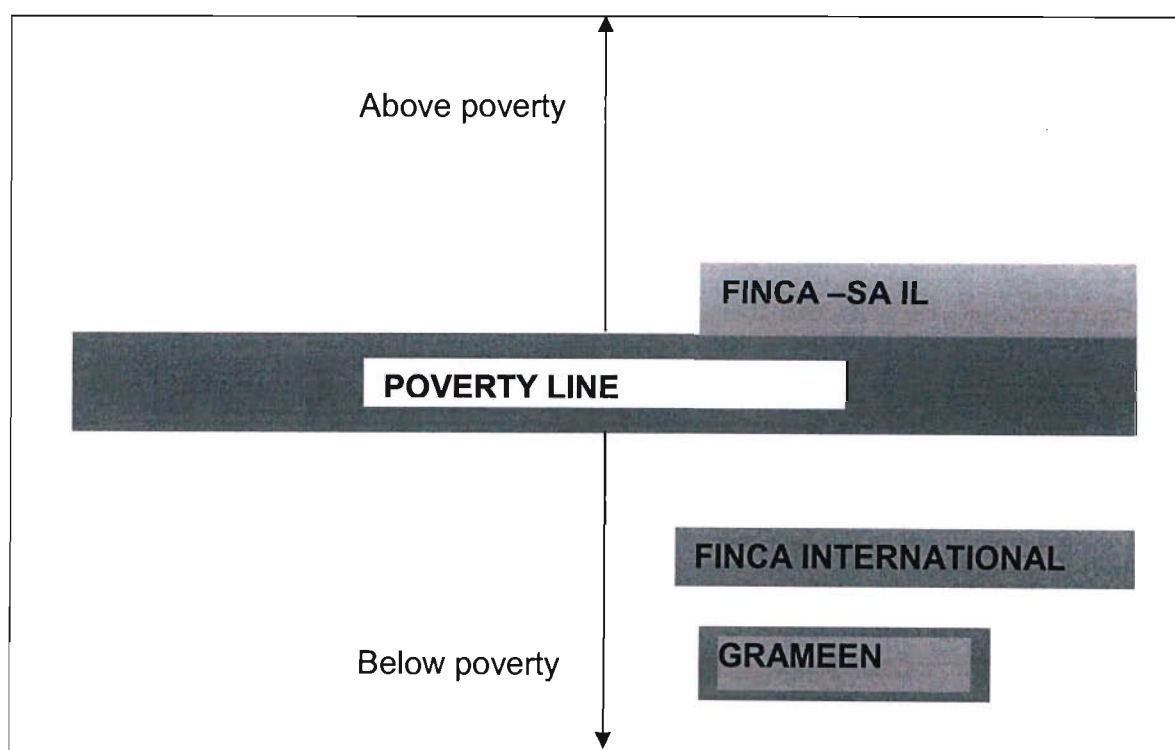 Above poverty
FINCA –SA IL
POVERTY LINE
FINCA INTERNATIONAL
GRAMEEN
Below poverty